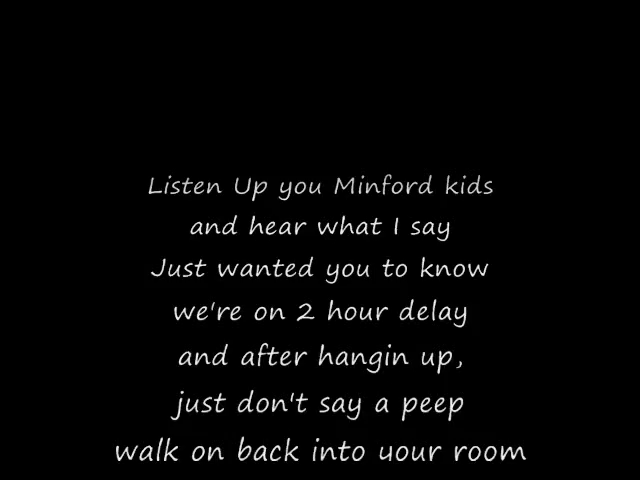 Listen Up you Minford kids
and hear what I say
Just wanted you to know
we're on 2 hour delay
and after hangin up,
just don't say a peep
walk on back into your room